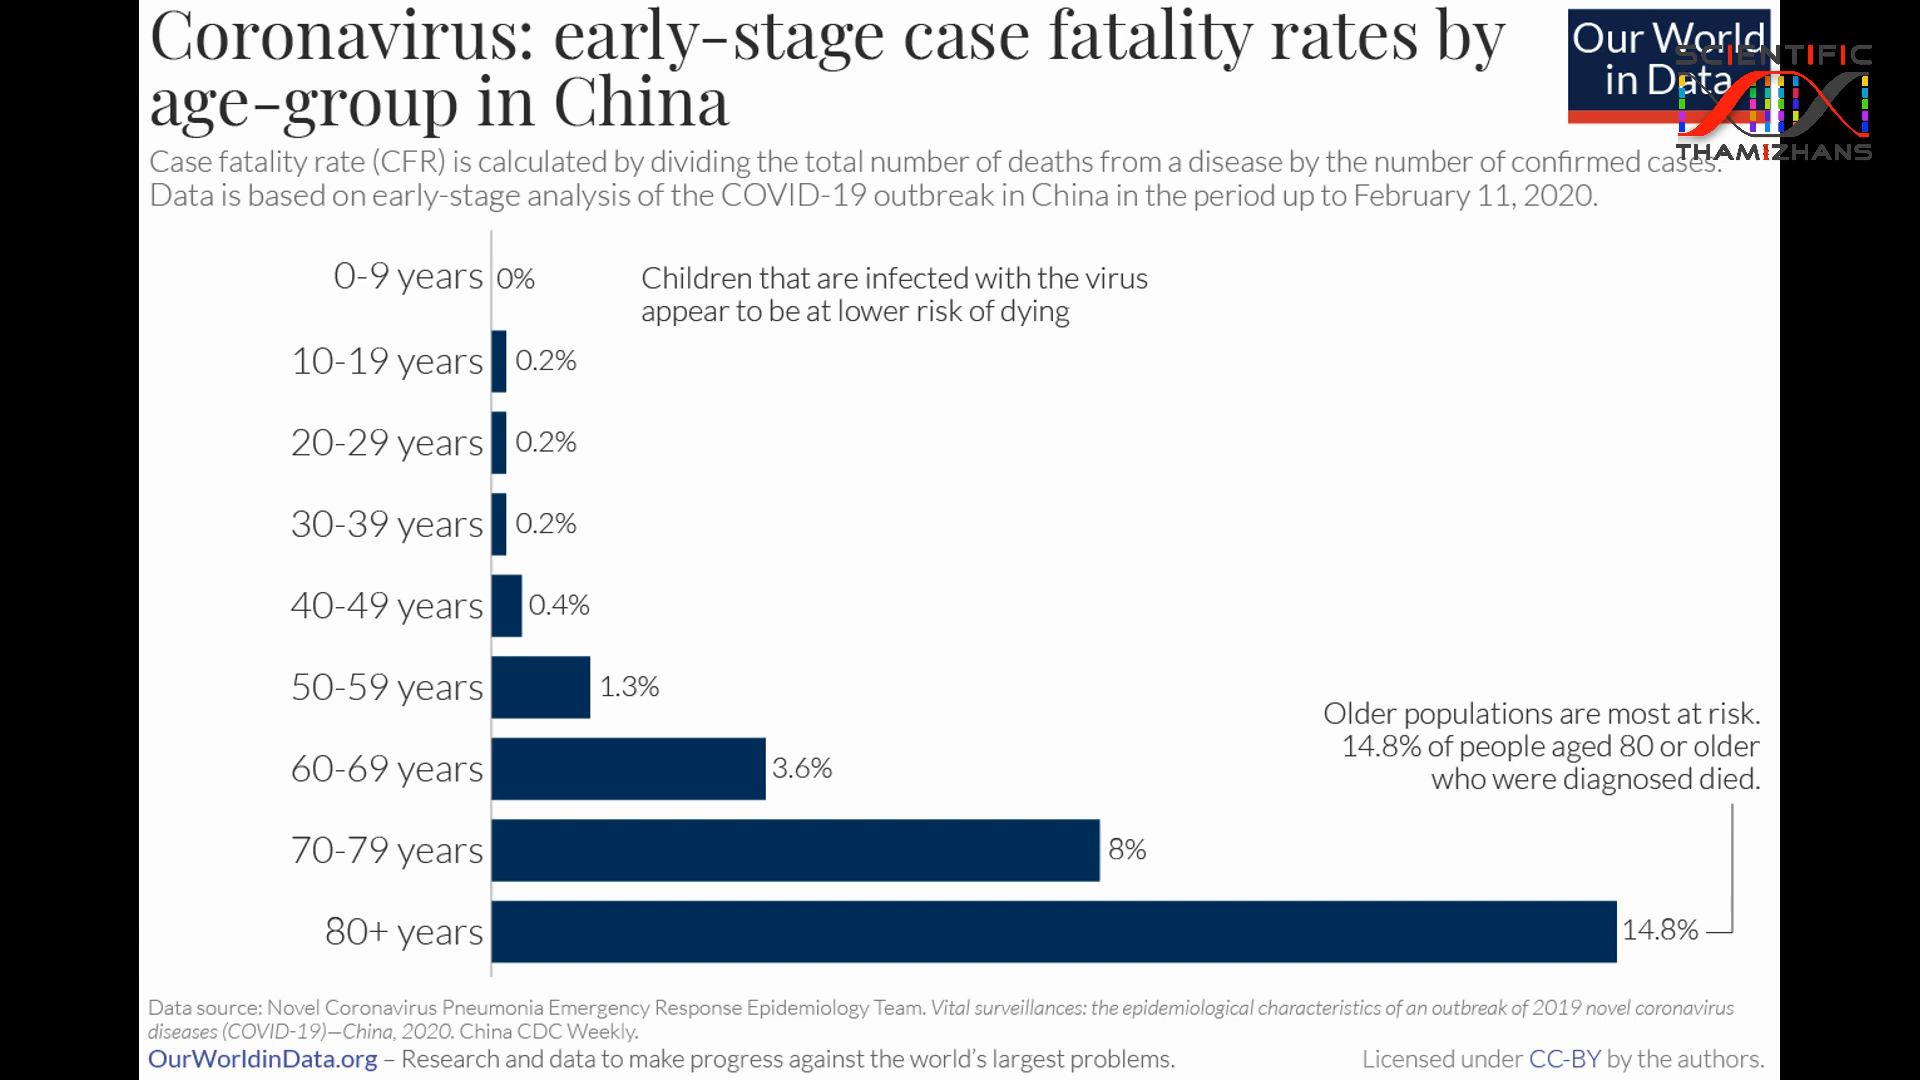 Coronavirus: early-stage case fatality rates by
age-group in China
Our World
in Data
SCIENTIFIC
THAMIZHANS
Case fatality rate (CFR) is calculated by dividing the total number of deaths from a disease by the number of confirmed cases.
Data is based on early-stage analysis of the COVID-19 outbreak in China in the period up to February 11, 2020.
0-9 years 0%
Children that are infected with the virus
appear to be at lower risk of dying
10-19 years 0.2%
20-29 years 0.2%
30-39 years 0.2%
40-49 years 0.4%
50-59 years 1.3%
60-69 years 3.6%
Older populations are most at risk.
14.8% of people aged 80 or older
who were diagnosed died.
70-79 years 8%
80+ years 14.8%
Data source: Novel Coronavirus Pneumonia Emergency Response Epidemiology Team. Vital surveillances: the epidemiological characteristics of an outbreak of 2019 novel coronavirus
diseases (COVID-19)—China, 2020. China CDC Weekly.
OurWorldinData.org – Research and data to make progress against the world's largest problems.
Licensed under CC-BY by the authors.